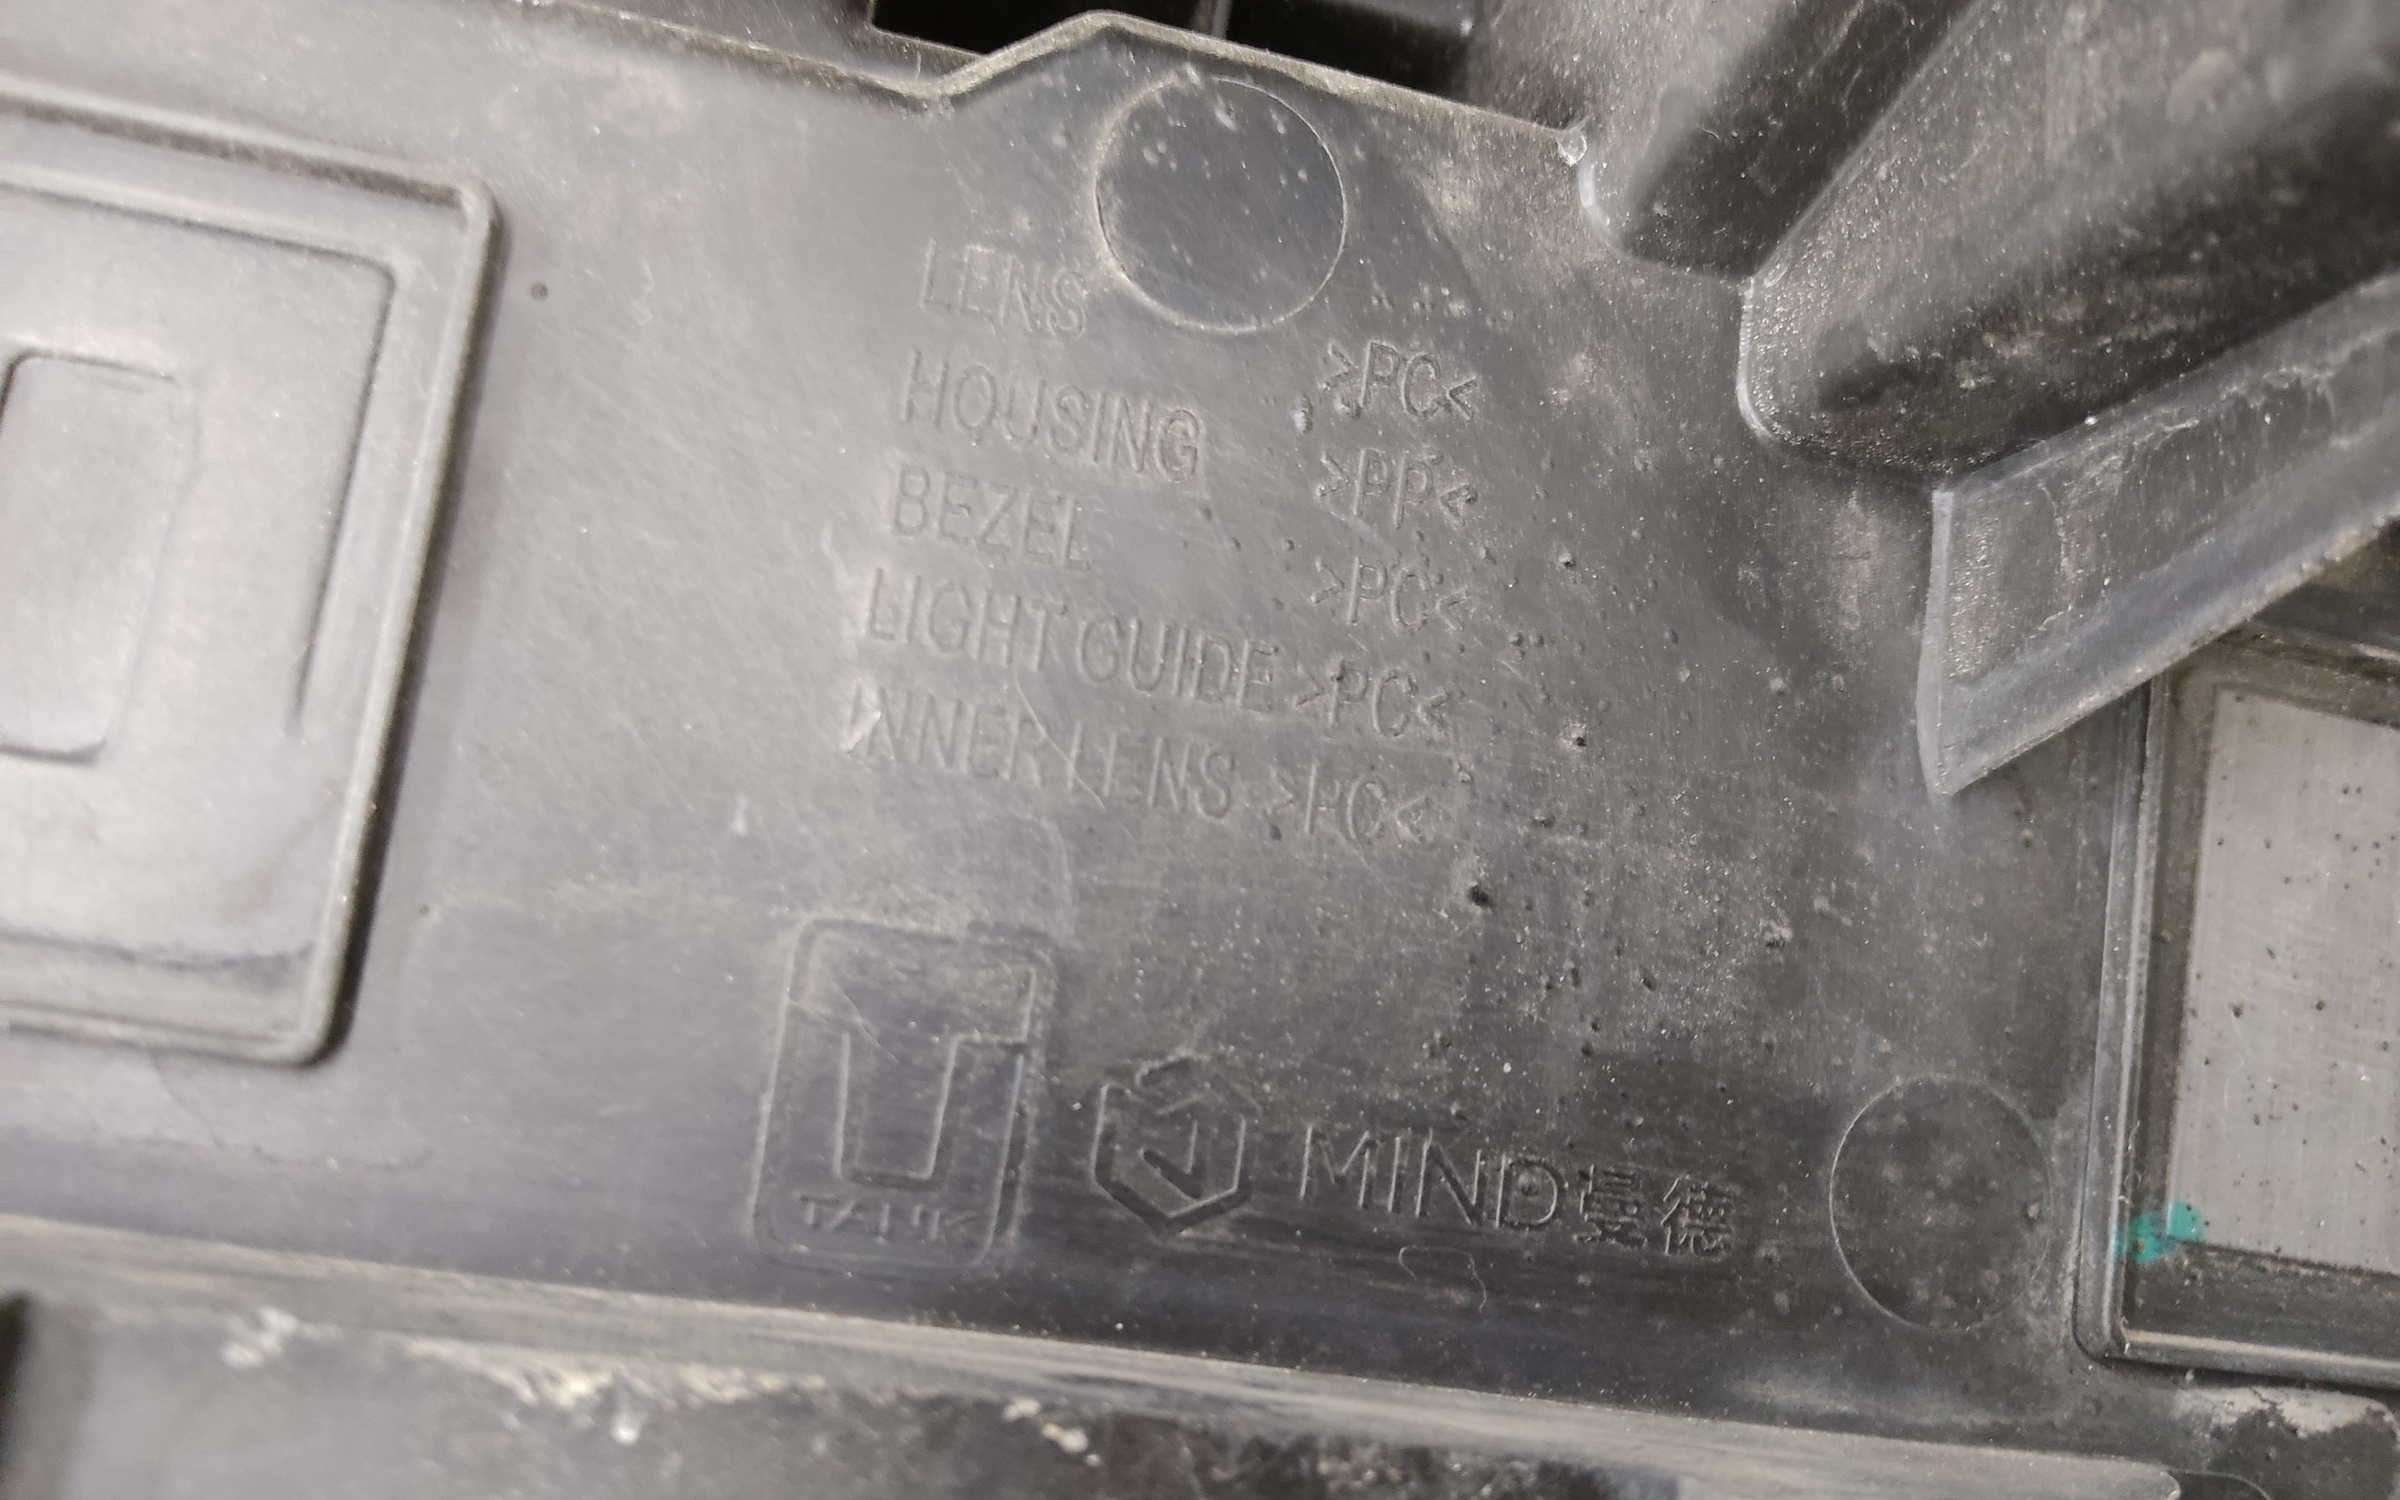 LENS >PC<
HOUSING >PP<
BEZEL >PC<
LIGHT GUIDE >PC<
INNER LENS >PC<
TANK
MIND曼德